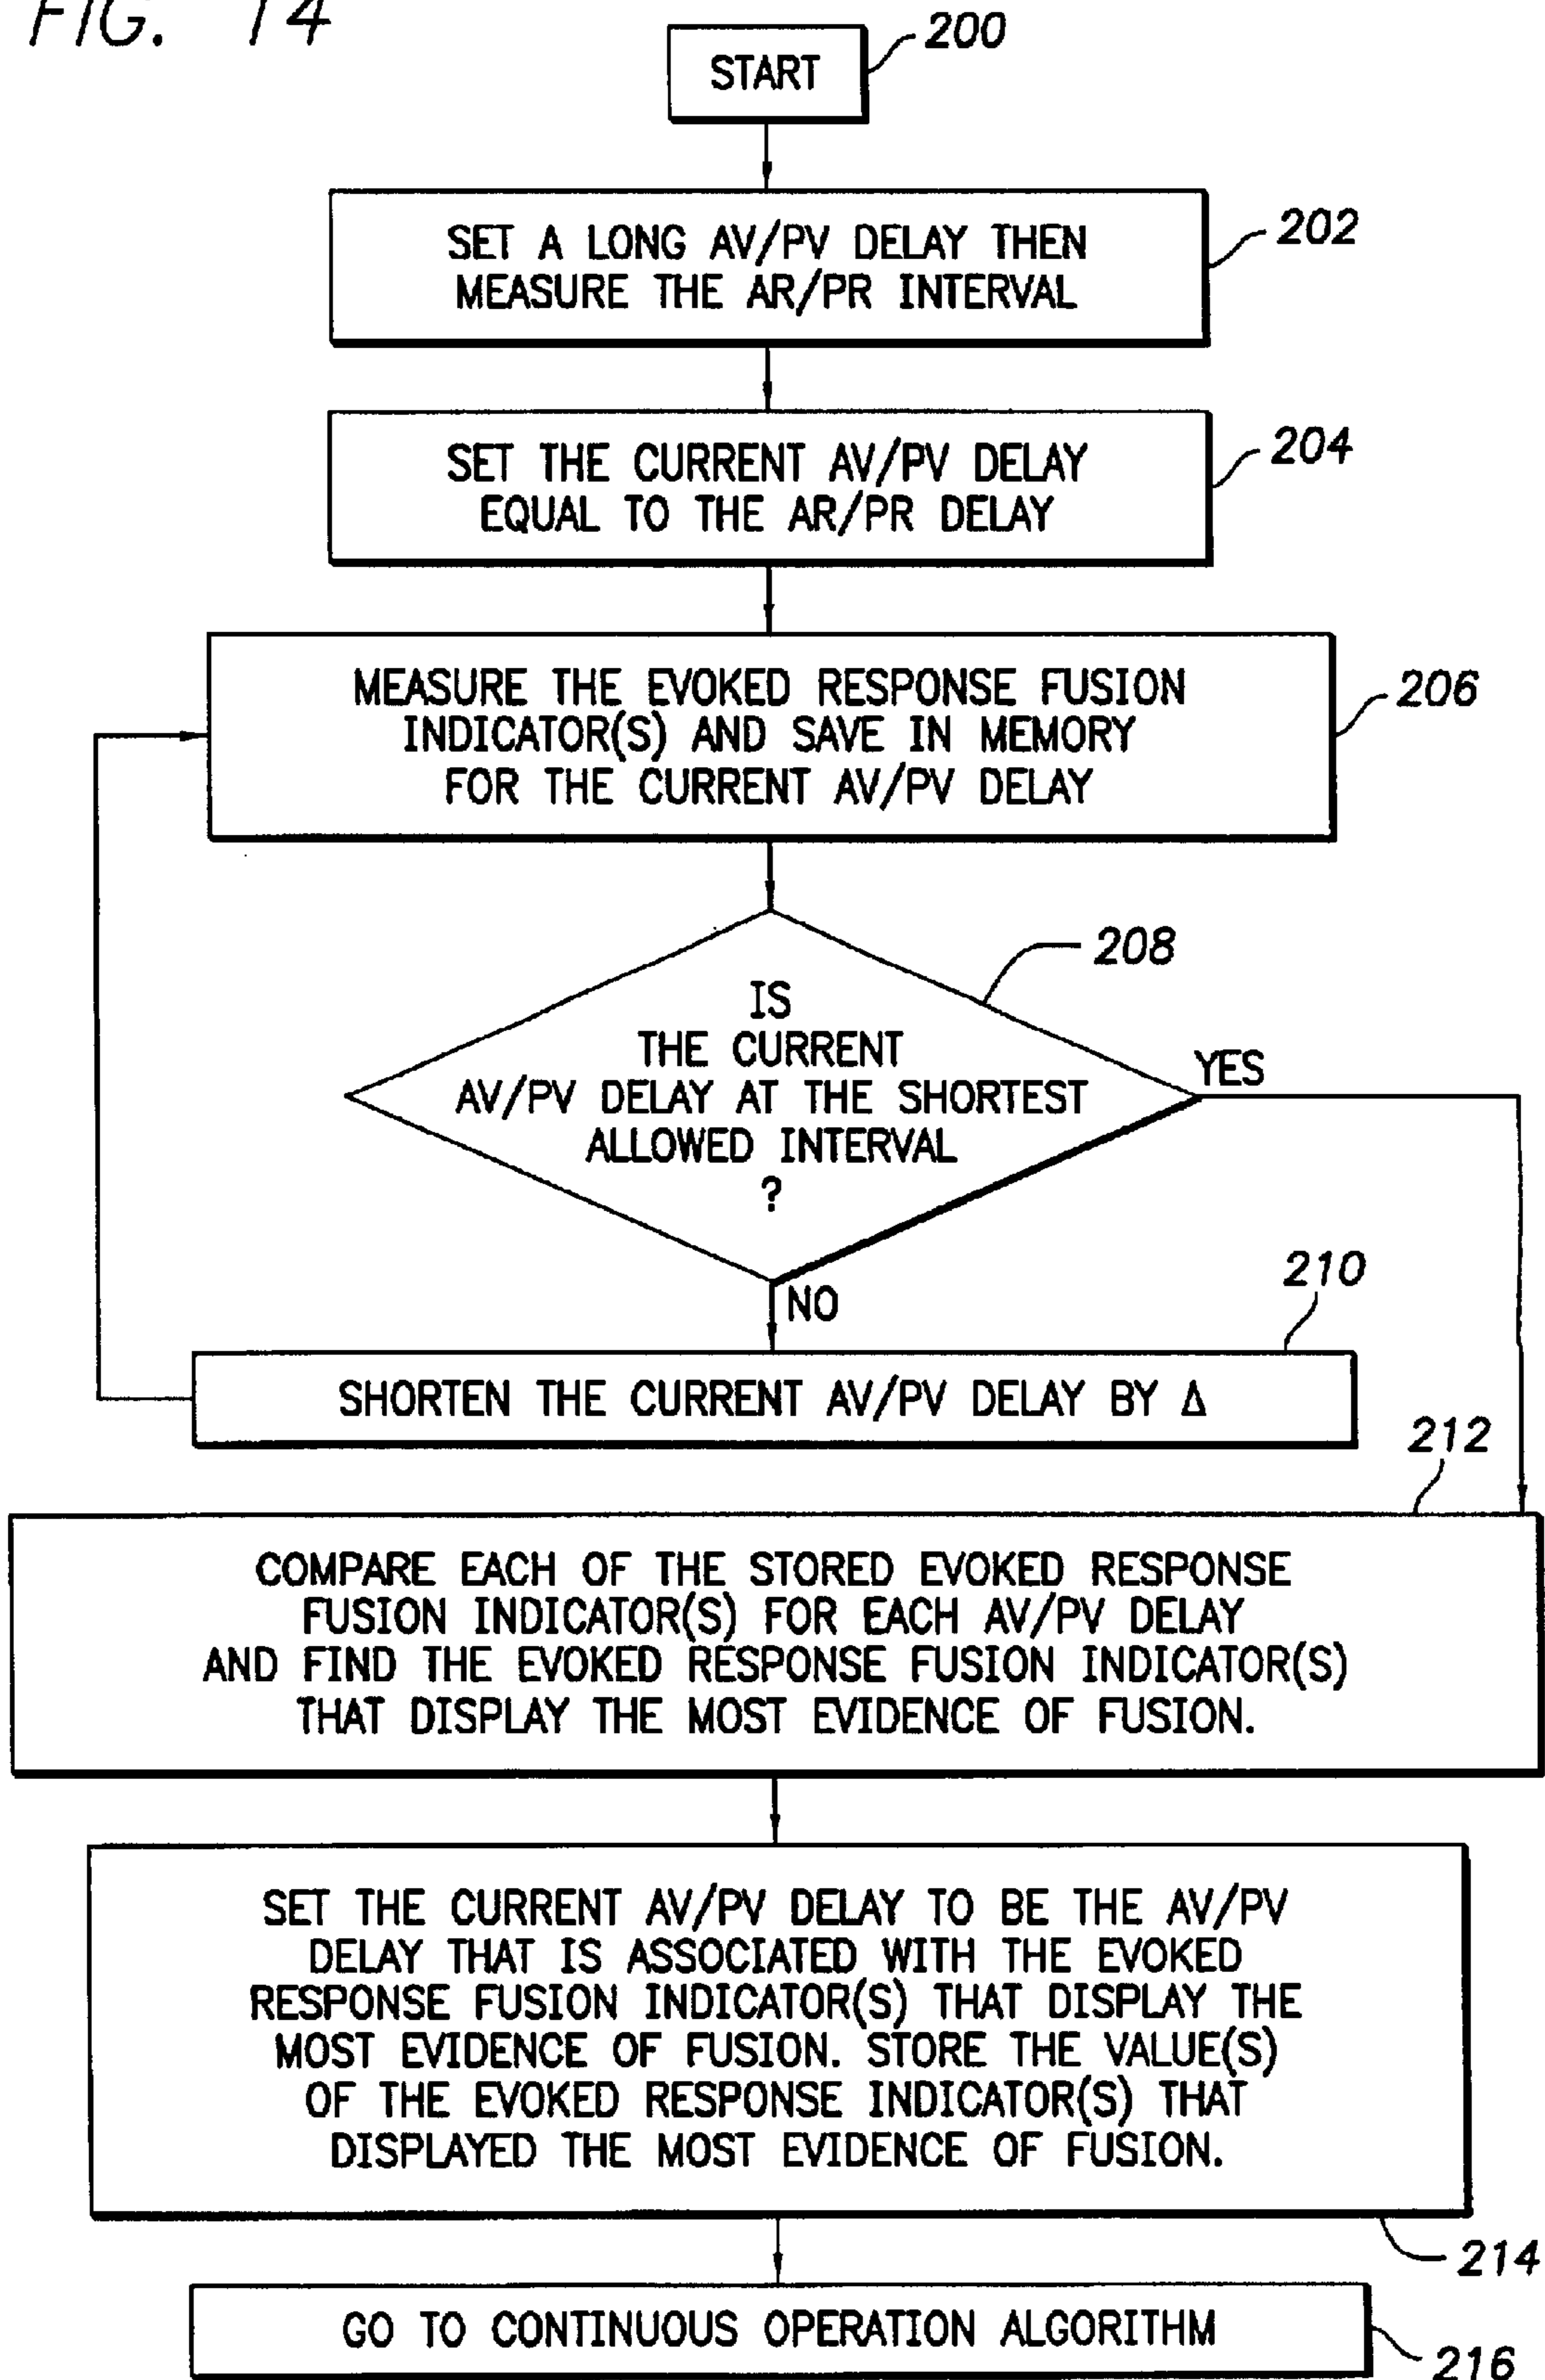 FIG. 14
START
200
SET A LONG AV/PV DELAY THEN
MEASURE THE AR/PR INTERVAL
202
SET THE CURRENT AV/PV DELAY
EQUAL TO THE AR/PR DELAY
204
MEASURE THE EVOKED RESPONSE FUSION
INDICATOR(S) AND SAVE IN MEMORY
FOR THE CURRENT AV/PV DELAY
206
IS
THE CURRENT
AV/PV DELAY AT THE SHORTEST
ALLOWED INTERVAL
?
208
YES
NO
210
SHORTEN THE CURRENT AV/PV DELAY BY Δ
212
COMPARE EACH OF THE STORED EVOKED RESPONSE
FUSION INDICATOR(S) FOR EACH AV/PV DELAY
AND FIND THE EVOKED RESPONSE FUSION INDICATOR(S)
THAT DISPLAY THE MOST EVIDENCE OF FUSION.
SET THE CURRENT AV/PV DELAY TO BE THE AV/PV
DELAY THAT IS ASSOCIATED WITH THE EVOKED
RESPONSE FUSION INDICATOR(S) THAT DISPLAY THE
MOST EVIDENCE OF FUSION. STORE THE VALUE(S)
OF THE EVOKED RESPONSE INDICATOR(S) THAT
DISPLAYED THE MOST EVIDENCE OF FUSION.
214
GO TO CONTINUOUS OPERATION ALGORITHM
216